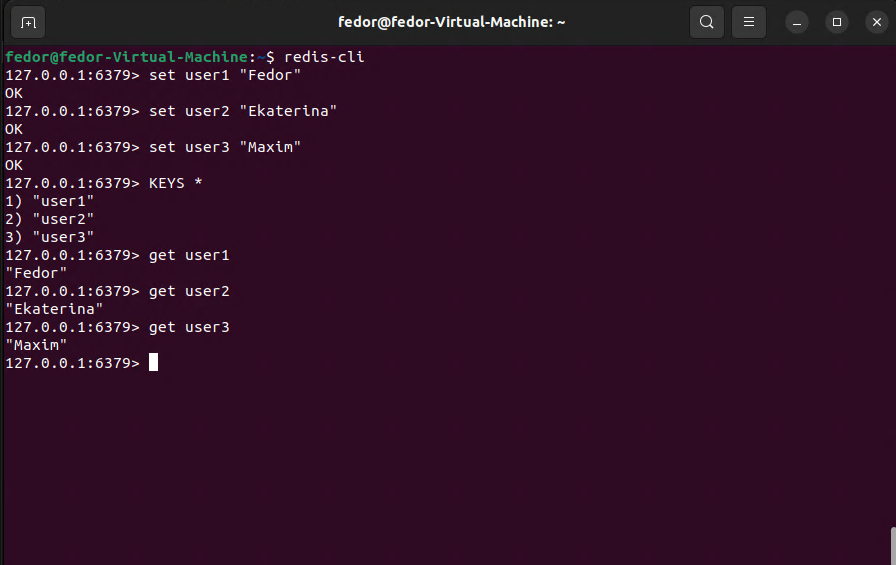 fedor@fedor-Virtual-Machine: ~
fedor@fedor-Virtual-Machine:~$ redis-cli
127.0.0.1:6379> set user1 "Fedor"
OK
127.0.0.1:6379> set user2 "Ekaterina"
OK
127.0.0.1:6379> set user3 "Maxim"
OK
127.0.0.1:6379> KEYS *
1) "user1"
2) "user2"
3) "user3"
127.0.0.1:6379> get user1
"Fedor"
127.0.0.1:6379> get user2
"Ekaterina"
127.0.0.1:6379> get user3
"Maxim"
127.0.0.1:6379>